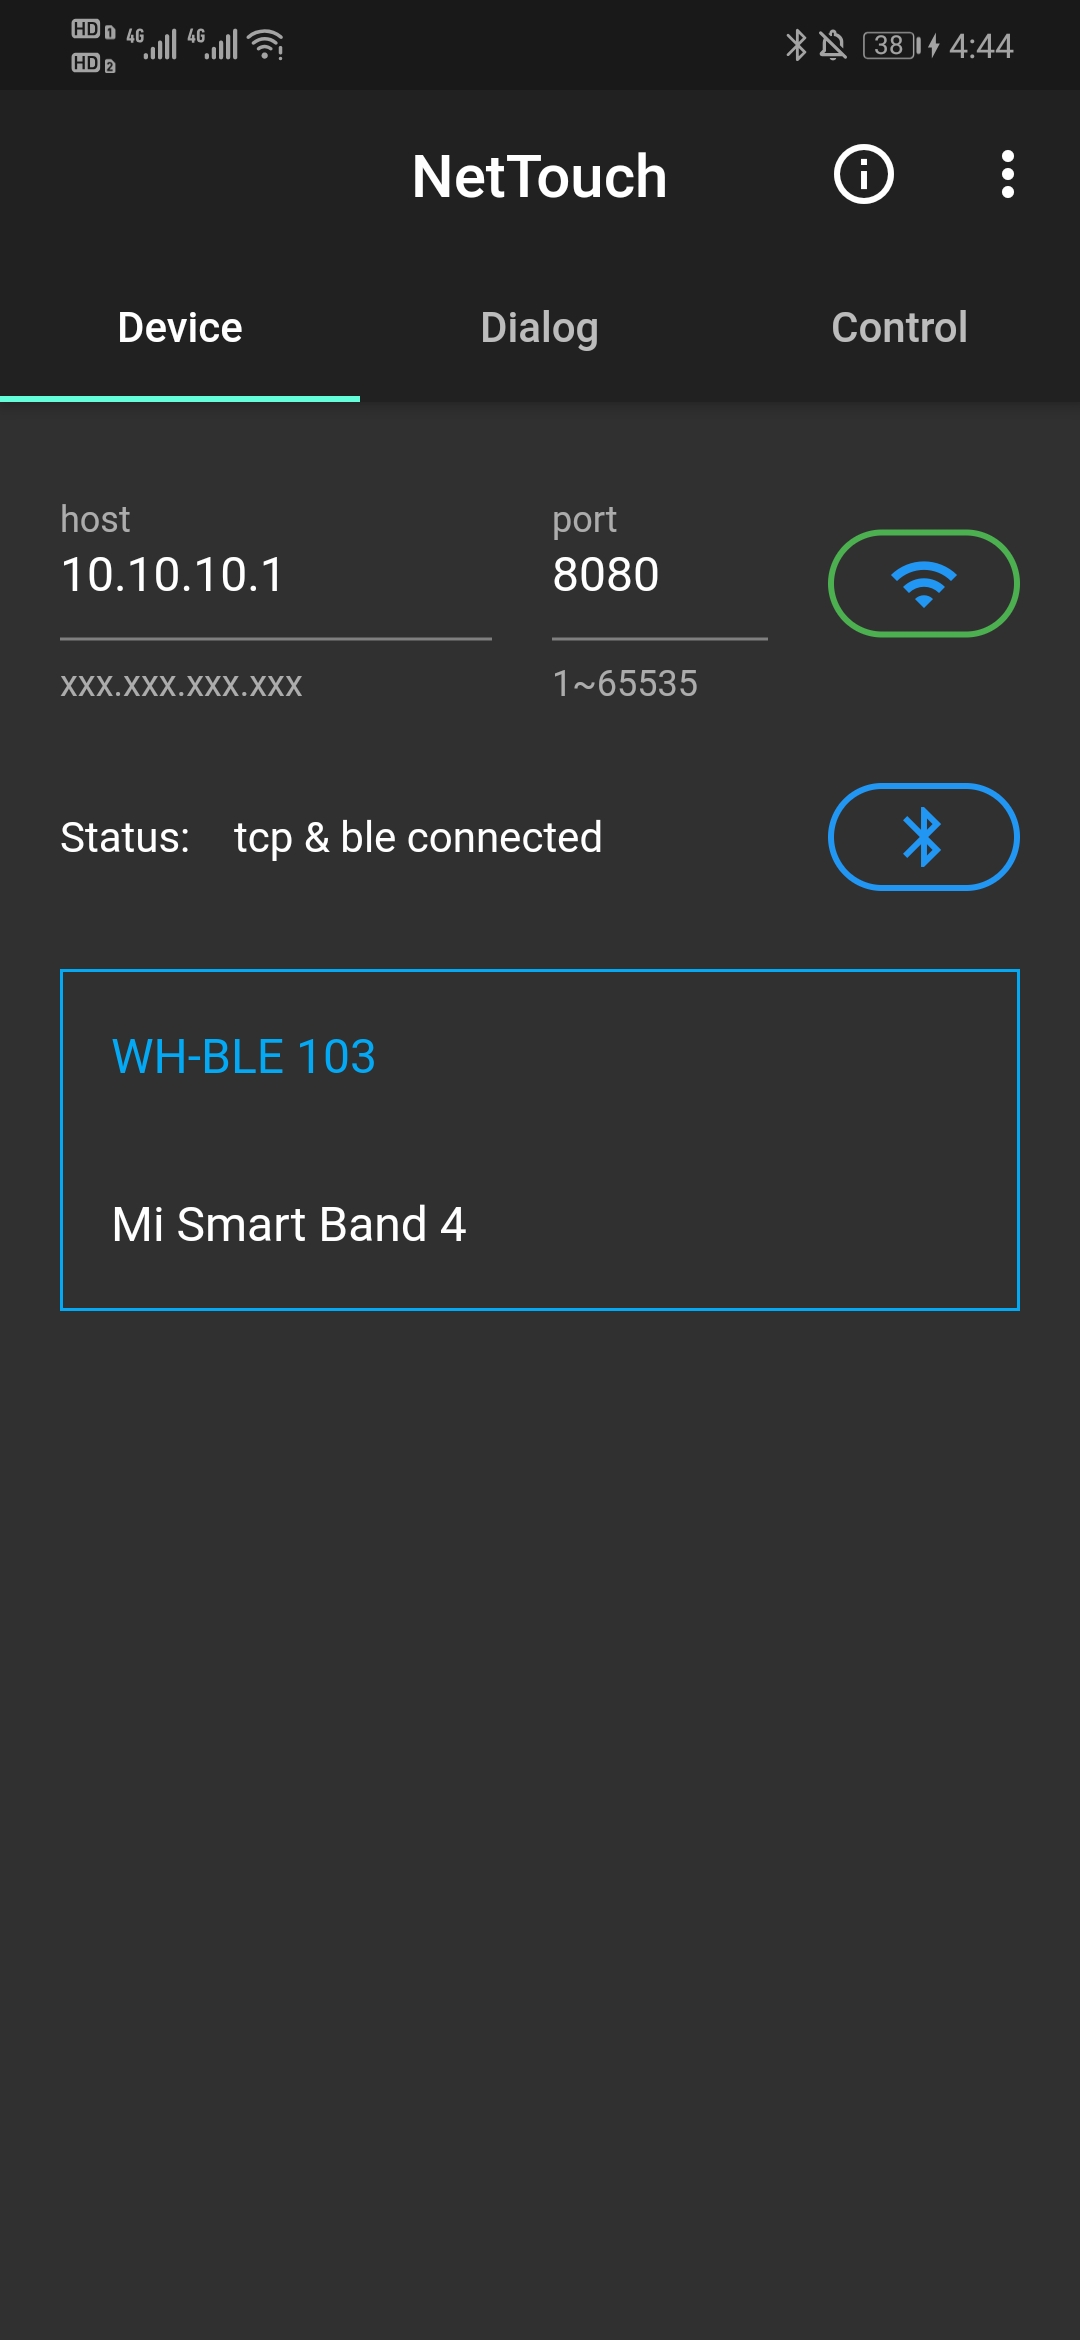 HD 1 4G 4G 38 4:44
HD 2
NetTouch
Device Dialog Control
host port
10.10.10.1 8080
xxx.xxx.xxx.xxx 1~65535
Status: tcp & ble connected
WH-BLE 103
Mi Smart Band 4